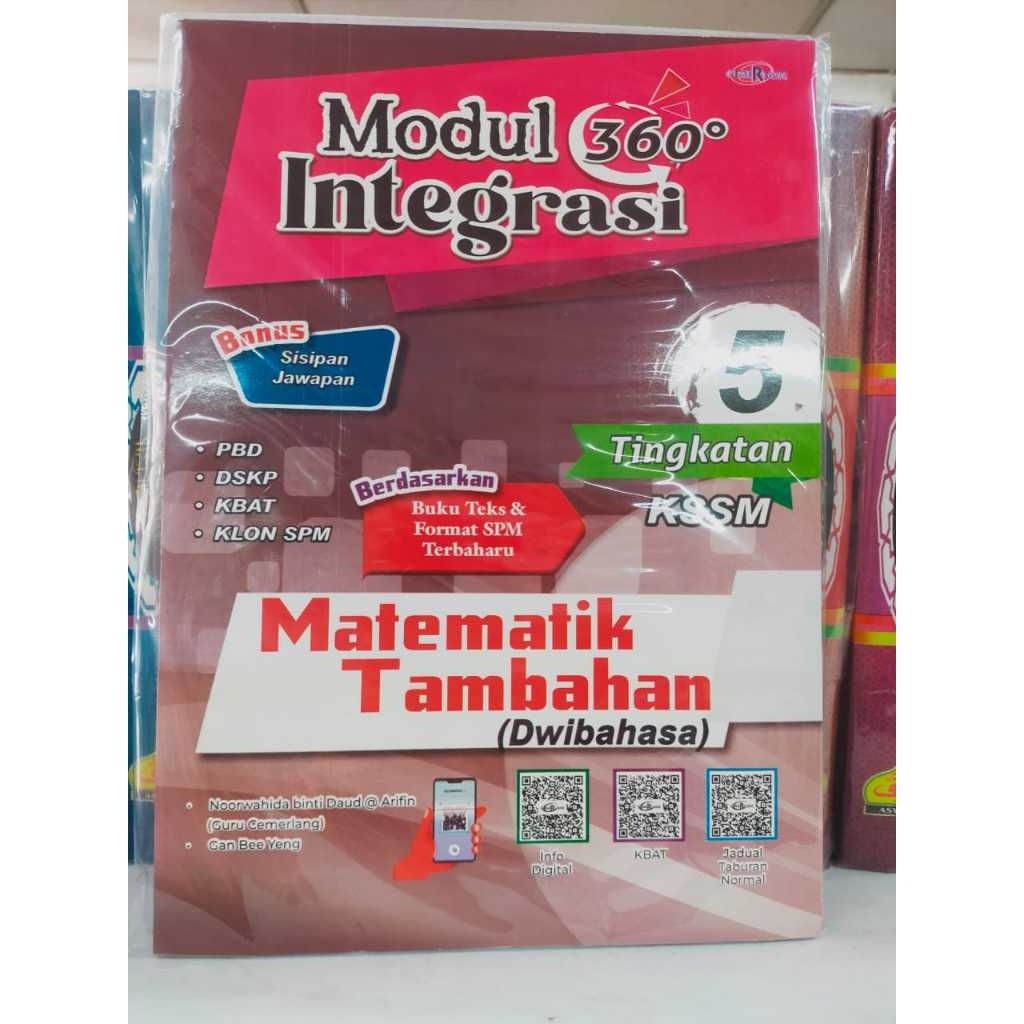 Modul 360°
Integrasi
Bonus
Sisipan
Jawapan
5
Tingkatan
KSSM
• PBD
• DSKP
• KBAT
• KLON SPM
Berdasarkan
Buku Teks &
Format SPM
Terbaharu
Matematik
Tambahan
(Dwibahasa)
• Noorwahida binti Daud @ Arifin
(Guru Cemerlang)
• Gan Bee Yeng
Info
Digital
KBAT
Jadual
Taburan
Normal